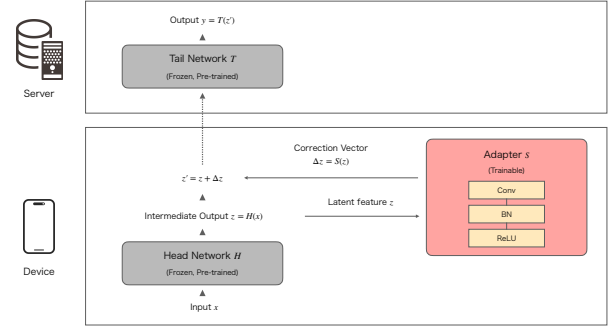 Output y = T(z′)
Tail Network T
(Frozen, Pre-trained)
Server
Correction Vector
Δz = S(z)
z′ = z + Δz
Adapter S
(Trainable)
Conv
BN
ReLU
Latent feature z
Intermediate Output z = H(x)
Head Network H
(Frozen, Pre-trained)
Device
Input x